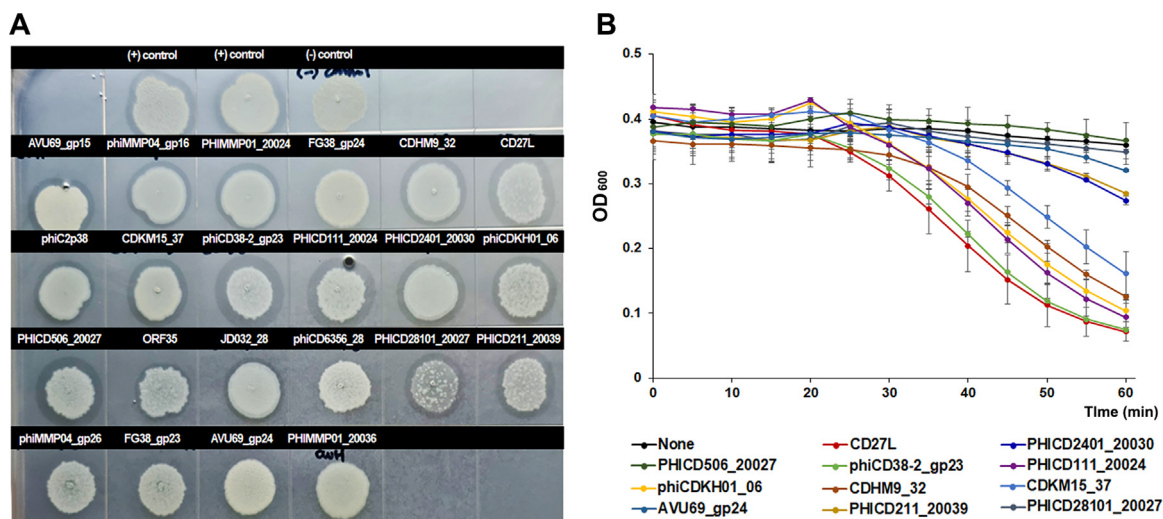 A
(+) control (+) control (-) control
(-) control
AVU69_gp15 phiMMP04_gp16 PHIMMP01_20024 FG38_gp24 CDHM9_32 CD27L
phiC2p38 CDKM15_37 phiCD38-2_gp23 PHICD111_20024 PHICD2401_20030 phiCDKH01_06
PHICD506_20027 ORF35 JD032_28 phiCD6356_28 PHICD28101_20027 PHICD211_20039
phiMMP04_gp26 FG38_gp23 AVU69_gp24 PHIMMP01_20036
B
0.5
0.4
0.3
0.2
0.1
0
OD600
0 10 20 30 40 50 60
TIme (min)
None CD27L PHICD2401_20030
PHICD506_20027 phiCD38-2_gp23 PHICD111_20024
phiCDKH01_06 CDHM9_32 CDKM15_37
AVU69_gp24 PHICD211_20039 PHICD28101_20027